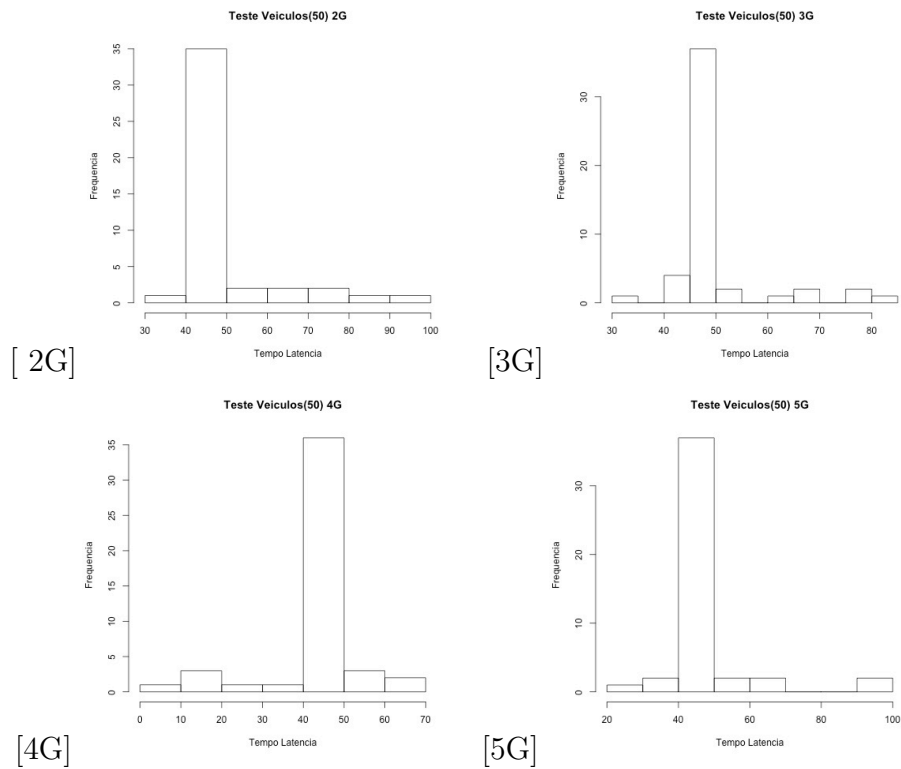 Teste Veiculos(50) 2G
Frequencia
0 5 10 15 20 25 30 35
30 40 50 60 70 80 90 100
Tempo Latencia
[ 2G]
Teste Veiculos(50) 3G
Frequencia
0 10 20 30
30 40 50 60 70 80
Tempo Latencia
[3G]
Teste Veiculos(50) 4G
Frequencia
0 5 10 15 20 25 30 35
0 10 20 30 40 50 60 70
Tempo Latencia
[4G]
Teste Veiculos(50) 5G
Frequencia
0 10 20 30
20 40 60 80 100
Tempo Latencia
[5G]